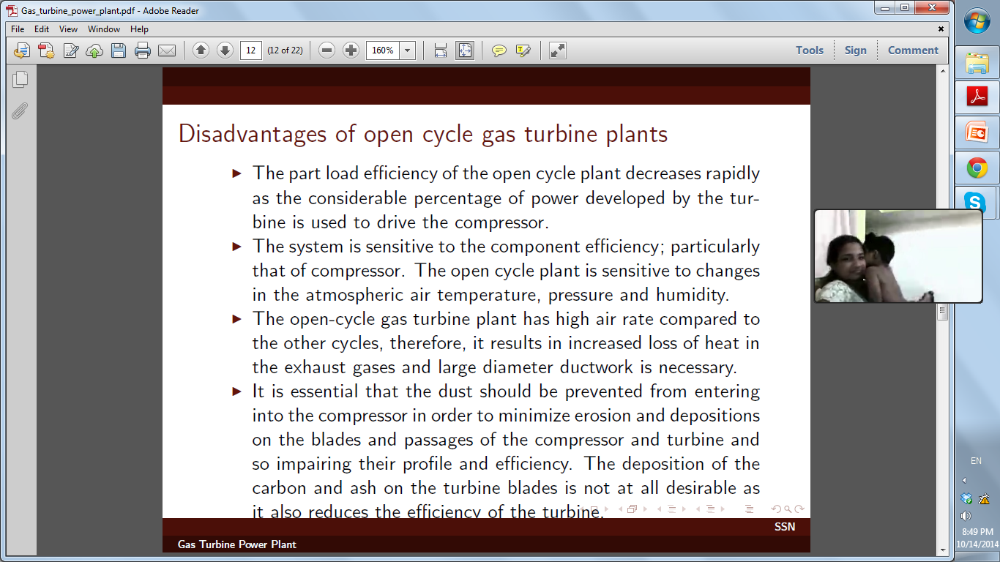 Gas_turbine_power_plant.pdf - Adobe Reader
File Edit View Window Help
12 (12 of 22) 160% Tools Sign Comment
Disadvantages of open cycle gas turbine plants
▶ The part load efficiency of the open cycle plant decreases rapidly
as the considerable percentage of power developed by the tur-
bine is used to drive the compressor.
▶ The system is sensitive to the component efficiency; particularly
that of compressor. The open cycle plant is sensitive to changes
in the atmospheric air temperature, pressure and humidity.
▶ The open-cycle gas turbine plant has high air rate compared to
the other cycles, therefore, it results in increased loss of heat in
the exhaust gases and large diameter ductwork is necessary.
▶ It is essential that the dust should be prevented from entering
into the compressor in order to minimize erosion and depositions
on the blades and passages of the compressor and turbine and
so impairing their profile and efficiency. The deposition of the
carbon and ash on the turbine blades is not at all desirable as
it also reduces the efficiency of the turbine.
SSN
Gas Turbine Power Plant
EN
8:49 PM
10/14/2014